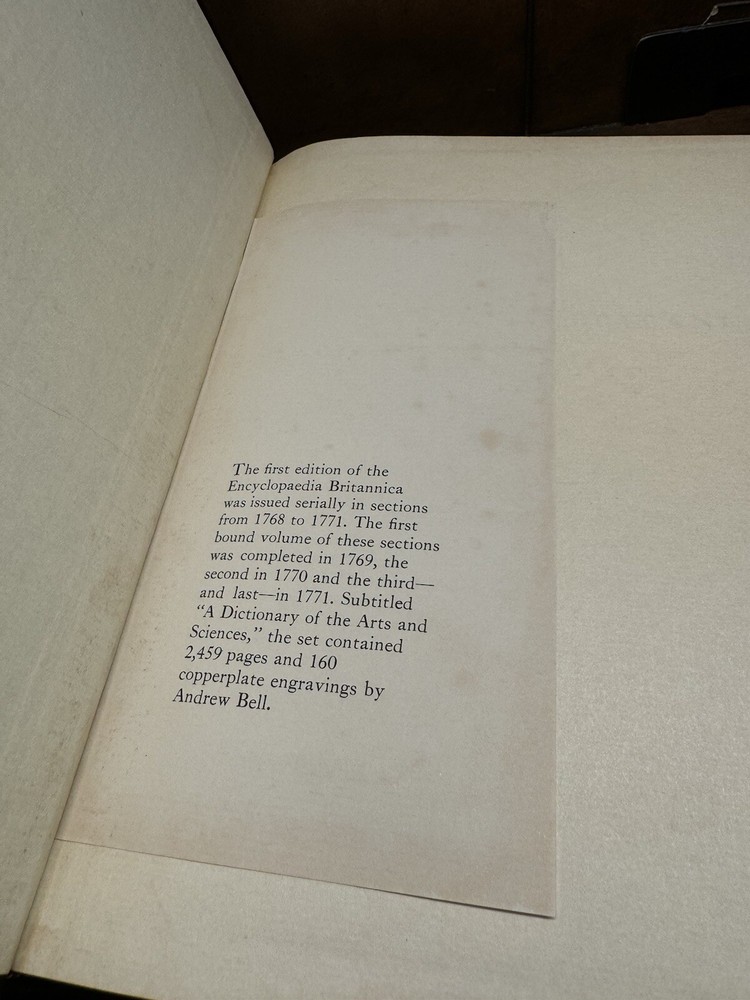 The first edition of the
Encyclopaedia Britannica
was issued serially in sections
from 1768 to 1771. The first
bound volume of these sections
was completed in 1769, the
second in 1770 and the third—
and last—in 1771. Subtitled
“A Dictionary of the Arts and
Sciences,” the set contained
2,459 pages and 160
copperplate engravings by
Andrew Bell.